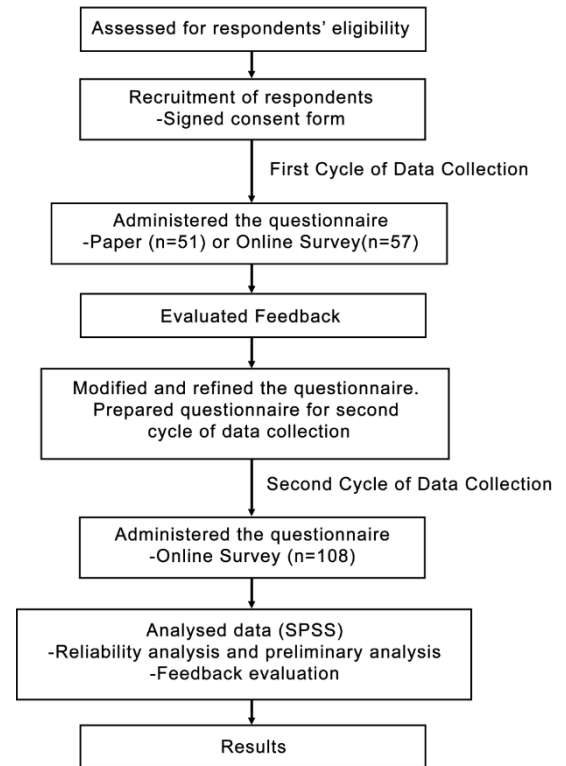 Assessed for respondents' eligibility
Recruitment of respondents
-Signed consent form
First Cycle of Data Collection
Administered the questionnaire
-Paper (n=51) or Online Survey(n=57)
Evaluated Feedback
Modified and refined the questionnaire.
Prepared questionnaire for second
cycle of data collection
Second Cycle of Data Collection
Administered the questionnaire
-Online Survey (n=108)
Analysed data (SPSS)
-Reliability analysis and preliminary analysis
-Feedback evaluation
Results